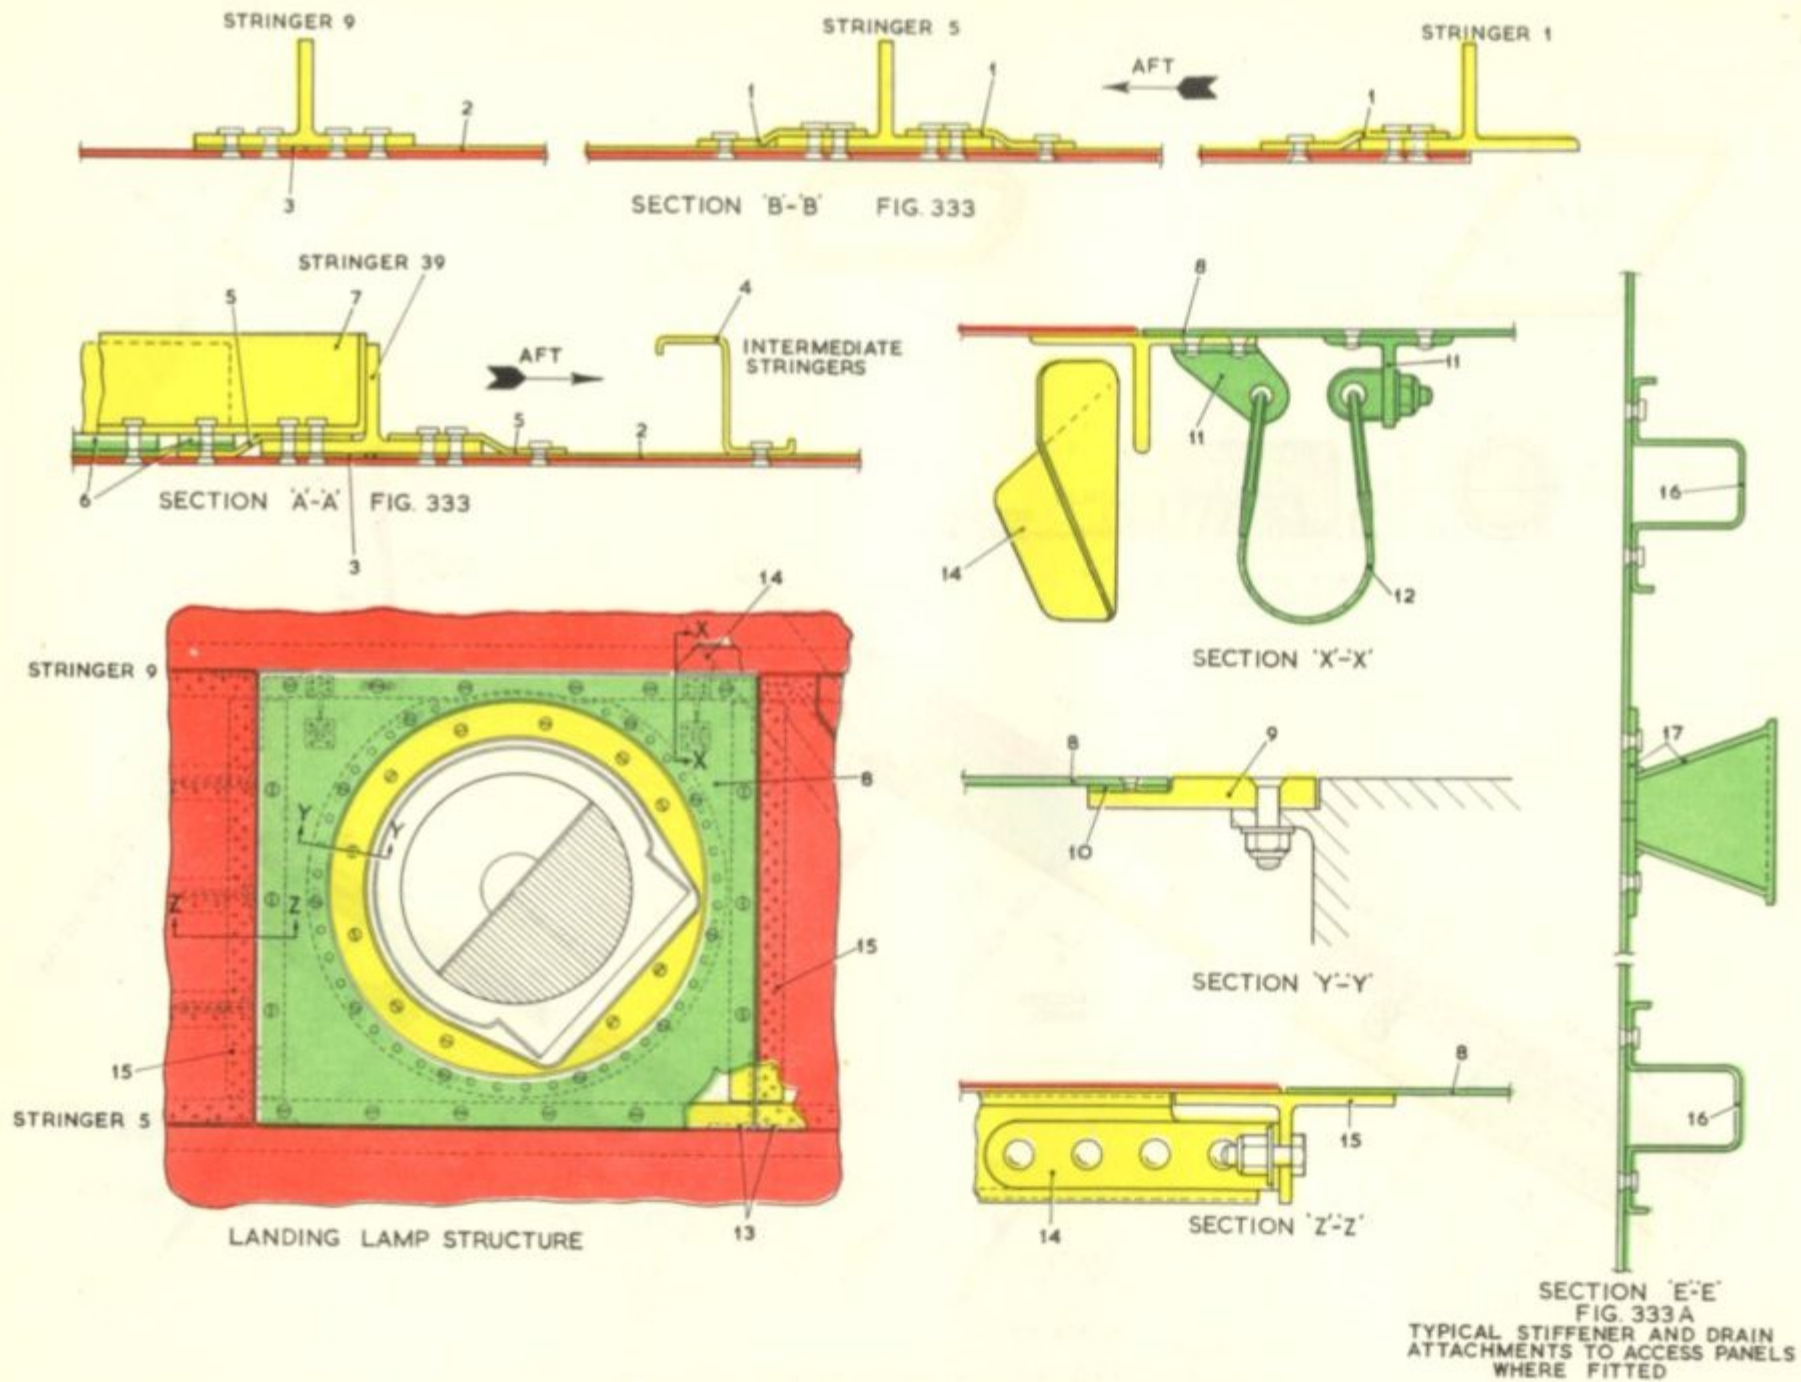 STRINGER 9
STRINGER 5
STRINGER 1
AFT
1
1
1
2
3
SECTION 'B'-'B' FIG. 333
STRINGER 39
5
7
4
AFT
INTERMEDIATE
STRINGERS
5
2
6
SECTION 'A'-'A' FIG. 333
3
8
11
11
14
12
SECTION 'X'-'X'
16
14
X
STRINGER 9
X
8
Y
Y
Z
Z
15
15
STRINGER 5
13
LANDING LAMP STRUCTURE
8
9
10
SECTION 'Y'-'Y'
17
8
15
14
SECTION 'Z'-'Z'
16
SECTION 'E'-'E'
FIG. 333A
TYPICAL STIFFENER AND DRAIN
ATTACHMENTS TO ACCESS PANELS
WHERE FITTED